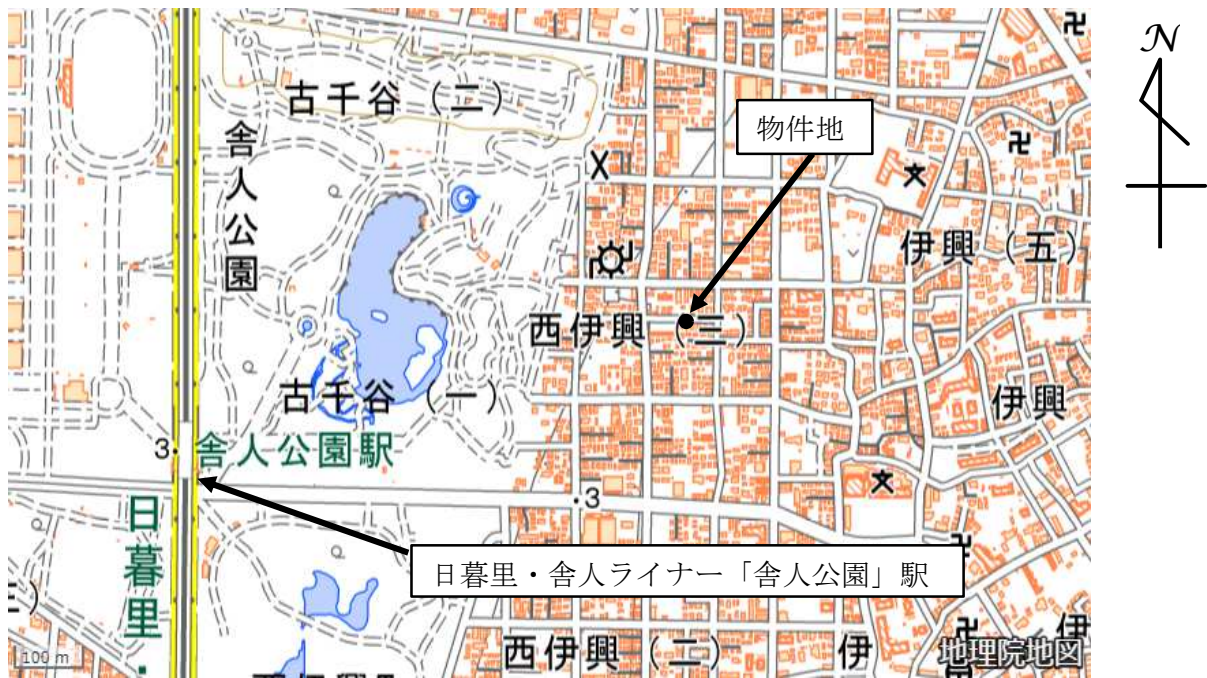 N
古千谷（二）
物件地
舎人公園
X
伊興（五）
西伊興（三）
古千谷（一）
伊興
3
舎人公園駅
3
日暮里・
日暮里・舎人ライナー「舎人公園」駅
100 m
西伊興（二）
伊
伊
地理院地図